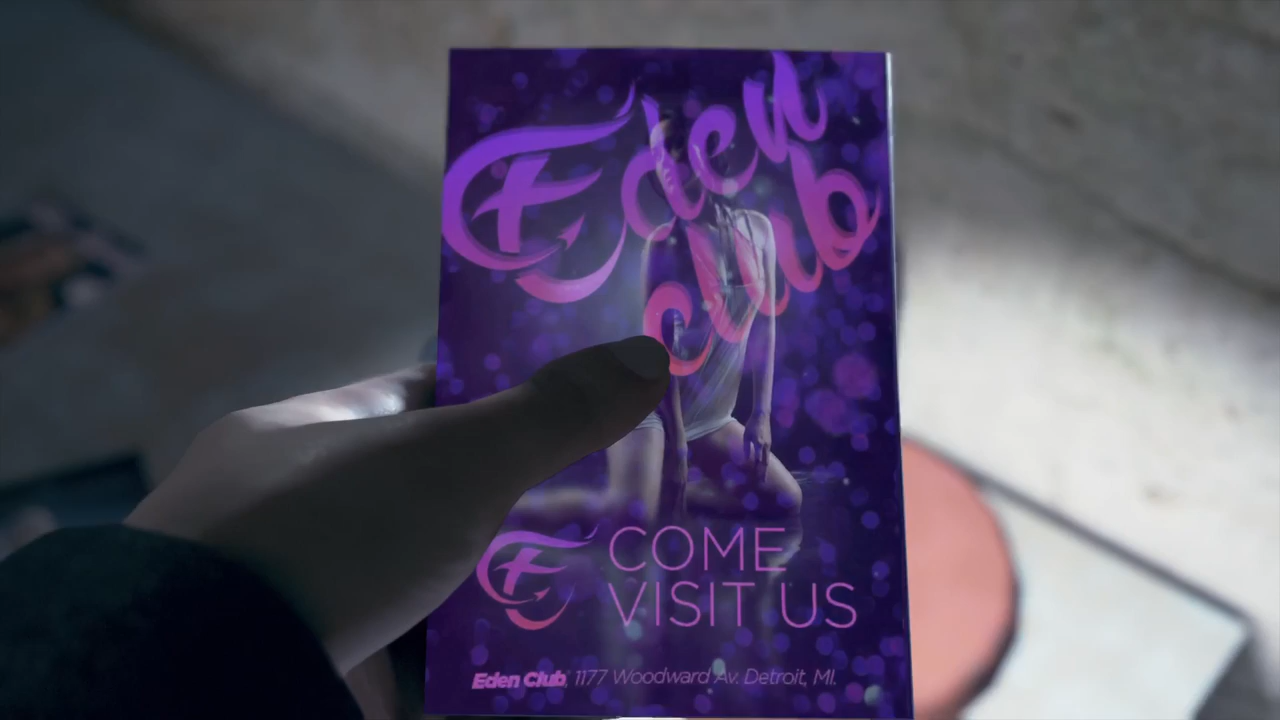 Eden
club
COME
VISIT US
Eden Club® 1177 Woodward Av. Detroit, MI.